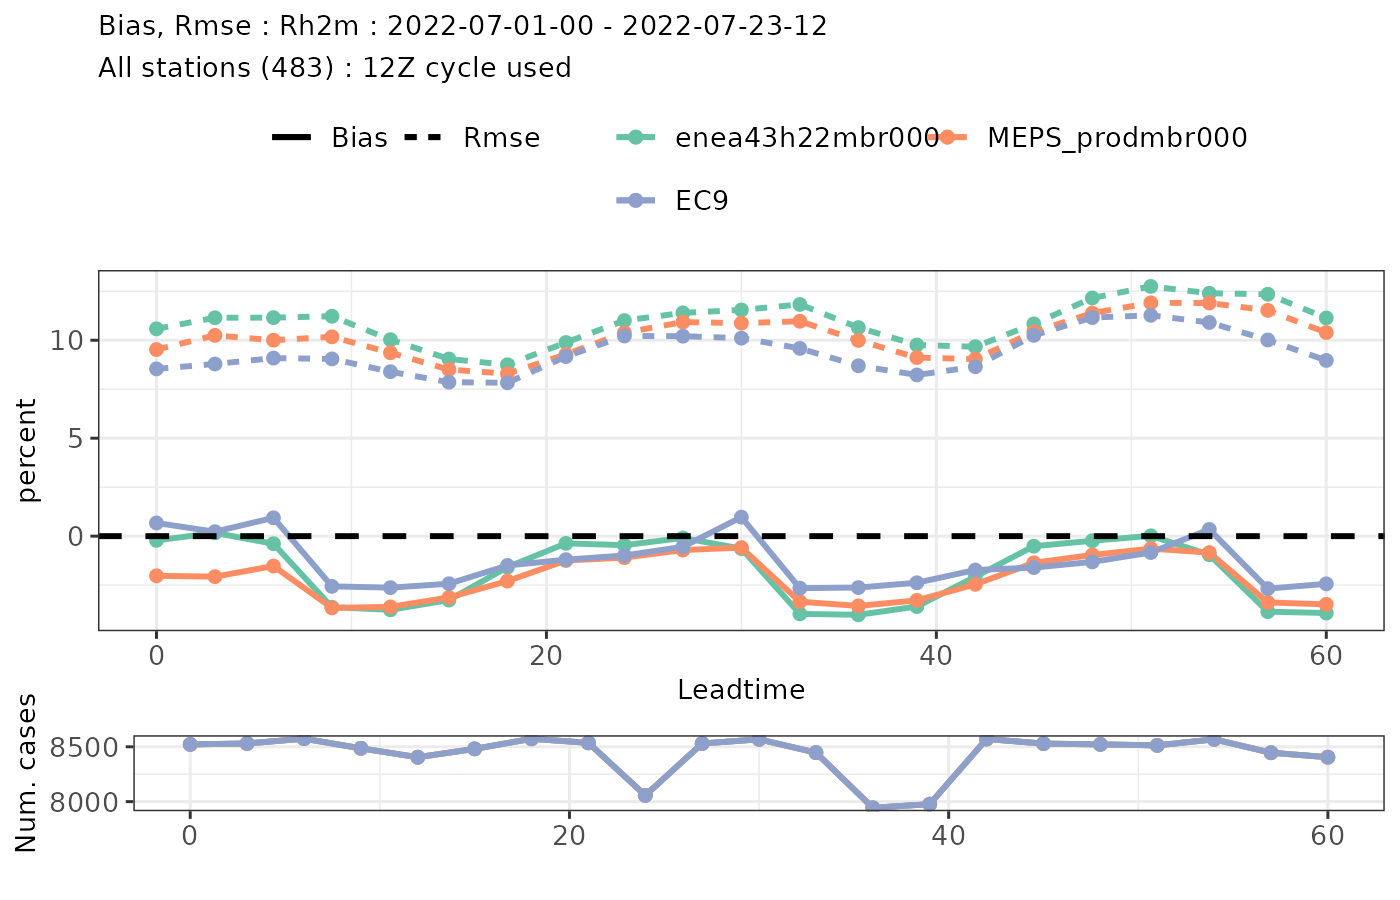 Bias, Rmse : Rh2m : 2022-07-01-00 - 2022-07-23-12
All stations (483) : 12Z cycle used
Bias Rmse enea43h22mbr000 MEPS_prodmbr000
EC9
percent
10
5
0
0 20 40 60
Leadtime
Num. cases
8500
8000
0 20 40 60